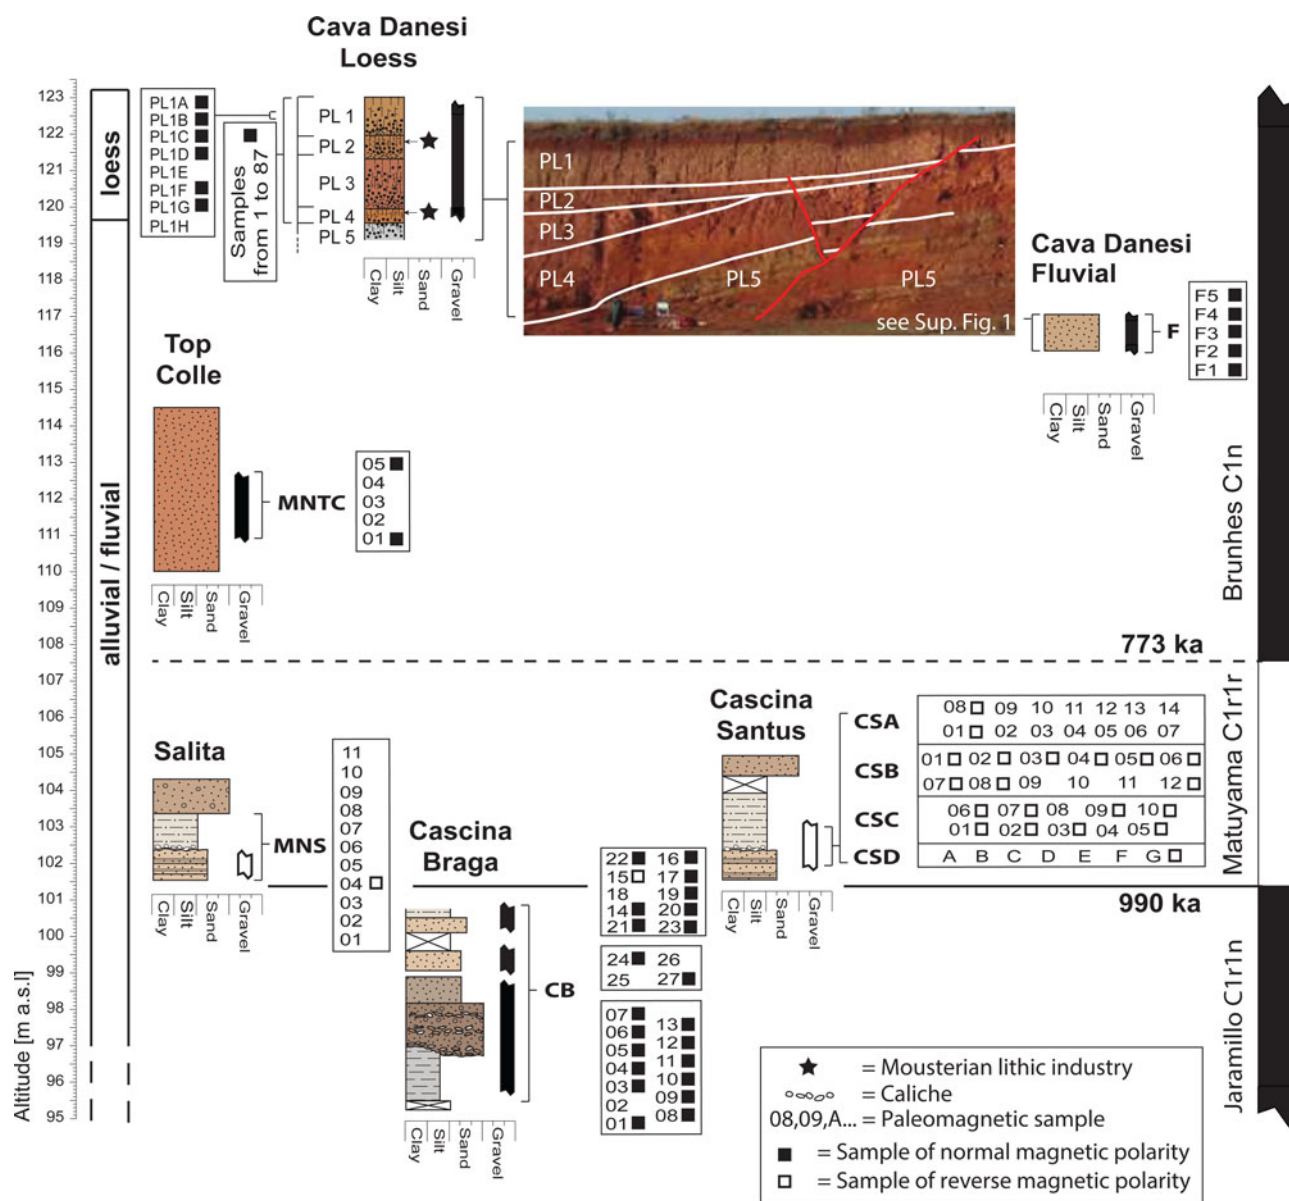 Cava Danesi
Loess
123
122
121
120
119
118
117
116
115
114
113
112
111
110
109
108
107
106
105
104
103
102
101
100
99
98
97
96
95
Altitude [m a.s.l]
loess
alluvial / fluvial
PL1A
PL1B
PL1C
PL1D
PL1E
PL1F
PL1G
PL1H
Samples
from 1 to 87
PL 1
PL 2
PL 3
PL 4
PL 5
Clay
Silt
Sand
Gravel
PL1
PL2
PL3
PL4
PL5
PL5
see Sup. Fig. 1
Cava Danesi
Fluvial
F
F5
F4
F3
F2
F1
Clay
Silt
Sand
Gravel
Top
Colle
MNTC
05
04
03
02
01
Clay
Silt
Sand
Gravel
Brunhes C1n
773 ka
Salita
MNS
11
10
09
08
07
06
05
04
03
02
01
Clay
Silt
Sand
Gravel
Cascina
Braga
CB
22 16
15 17
18 19
14 20
21 23
24 26
25 27
07
13
06
12
05
11
04
10
03
09
02
08
01
Clay
Silt
Sand
Gravel
Cascina
Santus
CSA
08 09 10 11 12 13 14
01 02 03 04 05 06 07
CSB
01 02 03 04 05 06
07 08 09 10 11 12
CSC
06 07 08 09 10
01 02 03 04 05
CSD
A B C D E F G
Clay
Silt
Sand
Gravel
Matuyama C1r1r
990 ka
Jaramillo C1r1n
= Mousterian lithic industry
= Caliche
08,09,A... = Paleomagnetic sample
= Sample of normal magnetic polarity
= Sample of reverse magnetic polarity